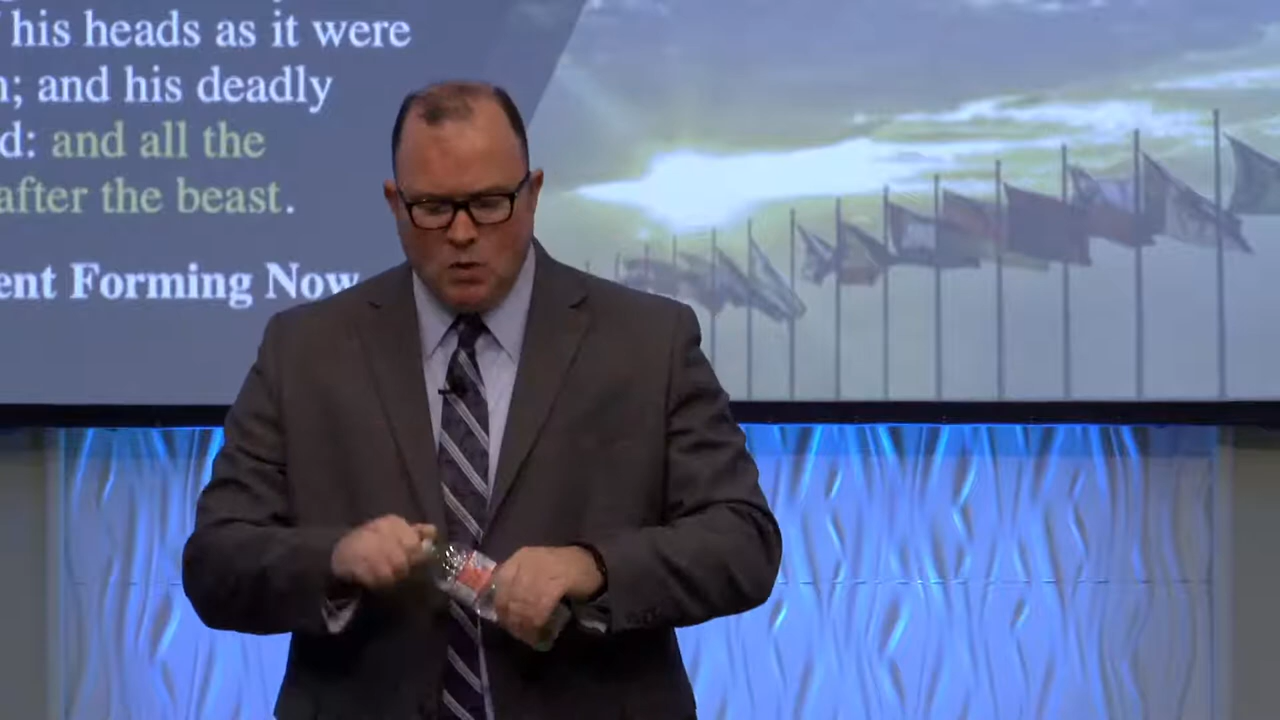 his heads as it were
; and his deadly
d: and all the
after the beast.
ent Forming Now